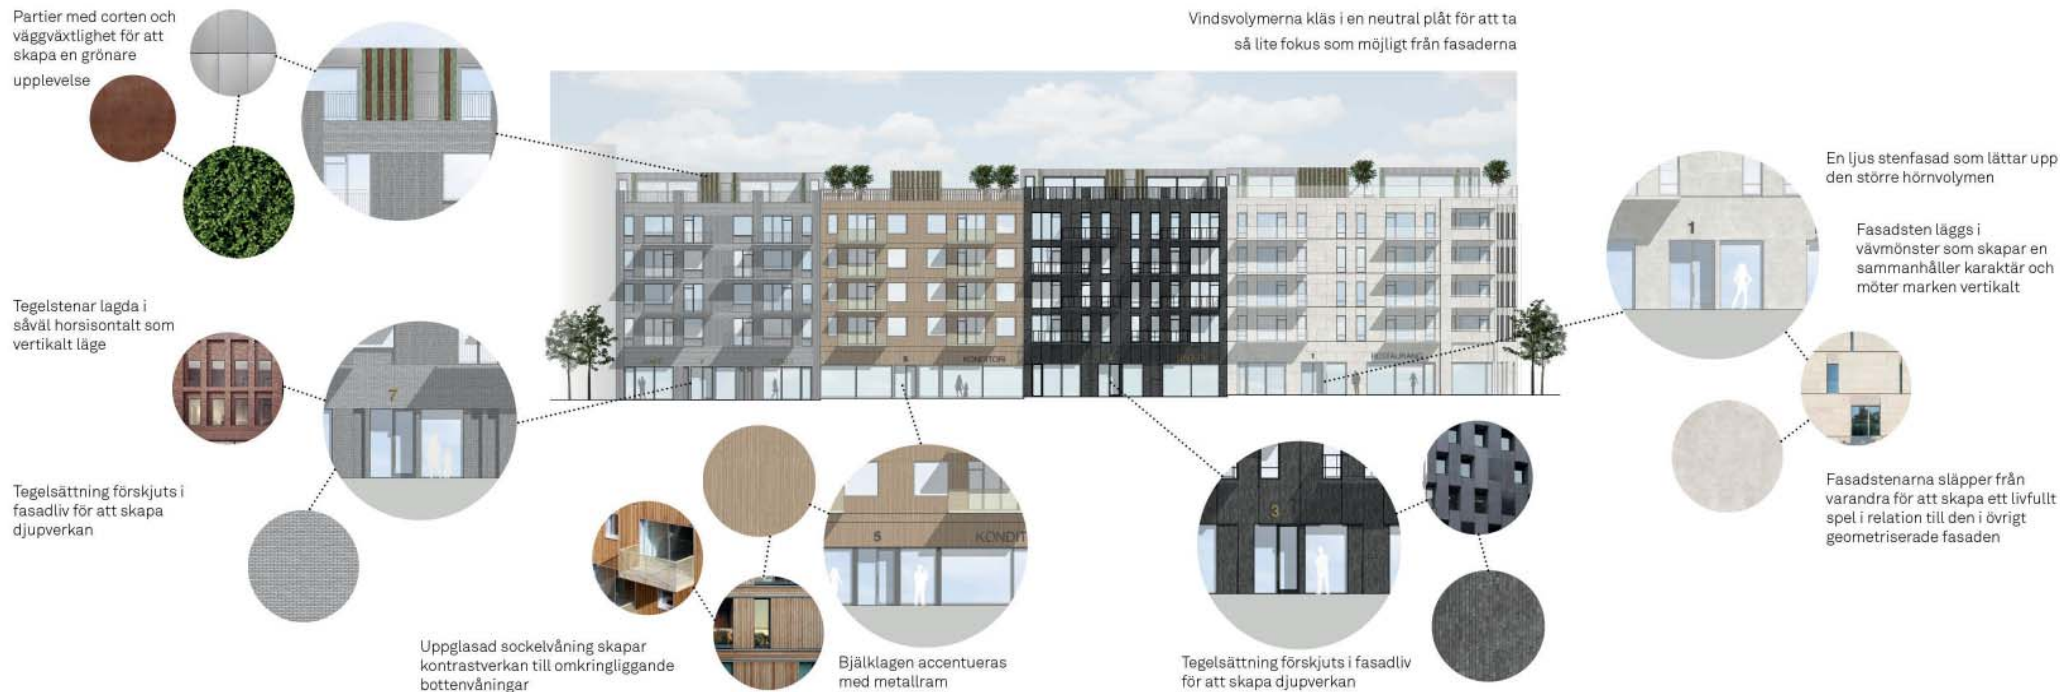 Partier med corten och
väggväxtlighet för att
skapa en grönare
upplevelse
Vindsvolymerna kläs i en neutral plåt för att ta
så lite fokus som möjligt från fasaderna
En ljus stenfasad som lättar upp
den större hörnvolymen
Fasadsten läggs i
vävmönster som skapar en
sammanhåller karaktär och
möter marken vertikalt
Tegelstenar lagda i
såväl horsisontalt som
vertikalt läge
Tegelsättning förskjuts i
fasadliv för att skapa
djupverkan
7
5
KONDITORI
1
RESTAURANG
1
5
KONDIT
3
Fasadstenarna släpper från
varandra för att skapa ett livfullt
spel i relation till den i övrigt
geometriserade fasaden
Uppglasad sockelvåning skapar
kontrastverkan till omkringliggande
bottenvåningar
Bjälklagen accentueras
med metallram
Tegelsättning förskjuts i fasadliv
för att skapa djupverkan